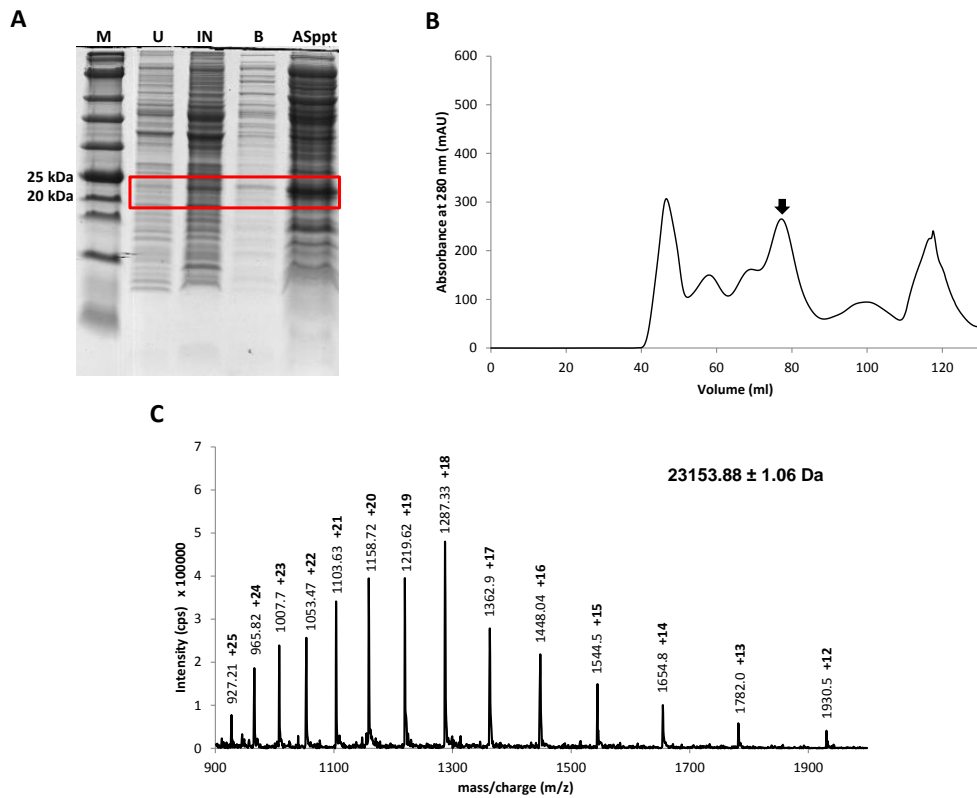 A
M U IN B ASppt
25 kDa
20 kDa
B
600
500
400
300
200
100
0
Absorbance at 280 nm (mAU)
0 20 40 60 80 100 120
Volume (ml)
C
7
6
5
4
3
2
1
0
Intensity (cps) x 100000
927.21 +25
965.82 +24
1007.7 +23
1053.47 +22
1103.63 +21
1158.72 +20
1219.62 +19
1287.33 +18
1362.9 +17
1448.04 +16
1544.5 +15
1654.8 +14
1782.0 +13
1930.5 +12
23153.88 ± 1.06 Da
900 1100 1300 1500 1700 1900
mass/charge (m/z)